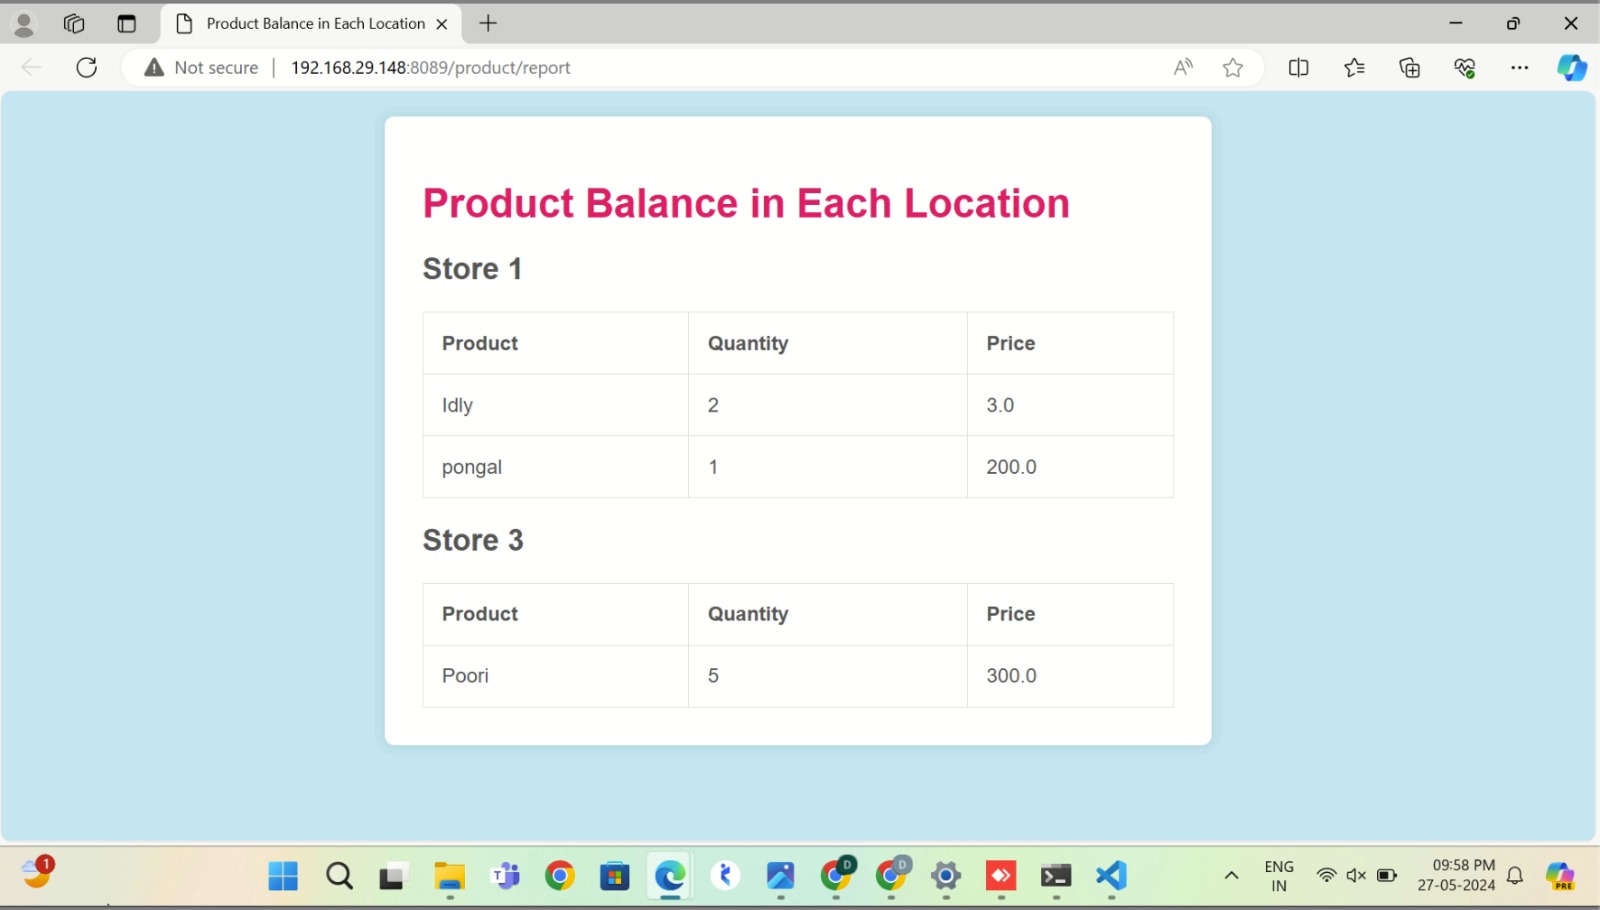 Product Balance in Each Location
Not secure
192.168.29.148:8089/product/report
Product Balance in Each Location
Store 1
Product Quantity Price
Idly 2 3.0
pongal 1 200.0
Store 3
Product Quantity Price
Poori 5 300.0
1
D
D
ENG
IN
09:58 PM
27-05-2024
PRE